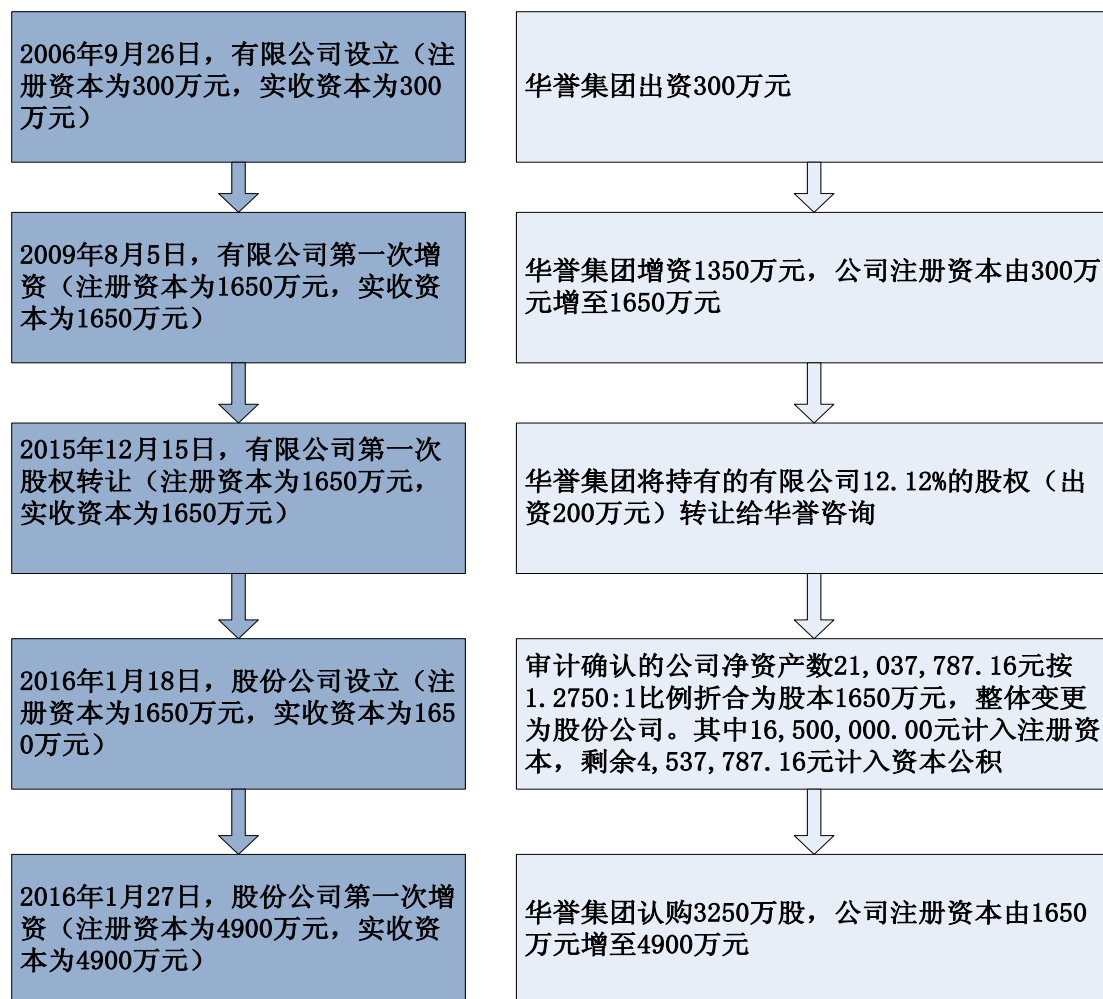 2006年9月26日，有限公司设立（注
册资本为300万元，实收资本为300
万元）
华誉集团出资300万元
2009年8月5日，有限公司第一次增
资（注册资本为1650万元，实收资
本为1650万元）
华誉集团增资1350万元，公司注册资本由300万
元增至1650万元
2015年12月15日，有限公司第一次
股权转让（注册资本为1650万元，
实收资本为1650万元）
华誉集团将持有的有限公司12.12%的股权（出
资200万元）转让给华誉咨询
2016年1月18日，股份公司设立（注
册资本为1650万元，实收资本为165
0万元）
审计确认的公司净资产数21,037,787.16元按
1.2750:1比例折合为股本1650万元，整体变更
为股份公司。其中16,500,000.00元计入注册资
本，剩余4,537,787.16元计入资本公积
2016年1月27日，股份公司第一次增
资（注册资本为4900万元，实收资
本为4900万元）
华誉集团认购3250万股，公司注册资本由1650
万元增至4900万元